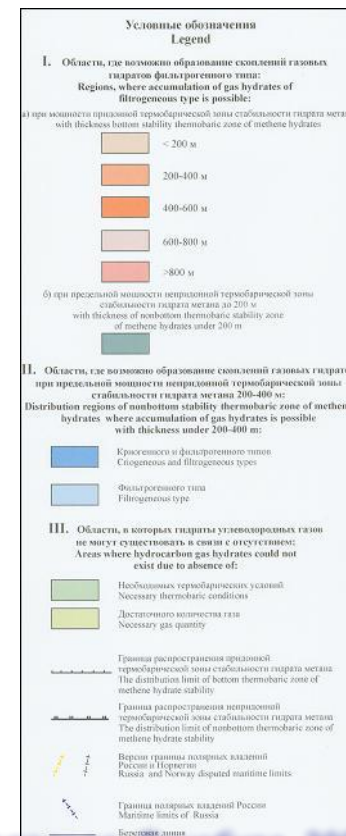 Условные обозначения
Legend
I. Области, где возможно образование скоплений газовых
гидратов фильтрогенного типа:
Regions, where accumulation of gas hydrates of
filtrogeneous type is possible:
а) при мощности придонной термобарической зоны стабильности гидрата мета
with thickness bottom stability thermobaric zone of methene hydrates
< 200 м
200-400 м
400-600 м
600-800 м
>800 м
б) при предельной мощности непридонной термобарической зоны
стабильности гидрата метана до 200 м
with thickness of nonbottom thermobaric stability zone
of methene hydrates under 200 m
II. Области, где возможно образование скоплений газовых гидрат
при предельной мощности непридонной термобарической зоны
стабильности гидрата метана 200-400 м:
Distribution regions of nonbottom stability thermobaric zone of methen
hydrates where accumulation of gas hydrates is possible
with thickness under 200-400 m:
Криогенного и фильтрогенного типов
Criogeneous and filtrogeneous types
Фильтрогенного типа
Filtrogeneous type
III. Области, в которых гидраты углеводородных газов
не могут существовать в связи с отсутствием:
Areas where hydrocarbon gas hydrates could not
exist due to absence of:
Необходимых термобарических условий
Necessary thermobaric conditions
Достаточного количества газа
Necessary gas quantity
Граница распространения придонной
термобарической зоны стабильности гидрата метана
The distribution limit of bottom thermobaric zone of
methene hydrate stability
Граница распространения непридонной
термобарической зоны стабильности гидрата метана
The distribution limit of nonbottom thermobaric zone of
methene hydrate stability
Версии границы полярных владений
России и Норвегии
Russia and Norway disputed maritime limits
Граница полярных владений России
Maritime limits of Russia
Береговая линия